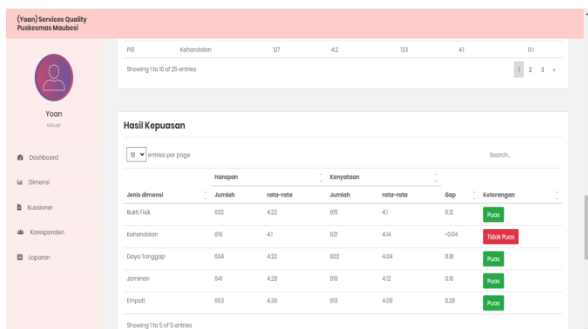 (Yoan) Services Quality
Puskesmas Maubesi
Yoan
Keluar
Dashboard
Dimensi
Kuesioner
Koresponden
Laporan
P10 Kehandalan 127 4.2 123 4.1 0.1
Showing 1 to 10 of 25 entries
1 2 3 »
Hasil Kepuasan
10 entries per page
Search...
Harapan Kenyataan
Jenis dimensi Jumlah rata-rata Jumlah rata-rata Gap Keterangan
Bukti Fisik 632 4.22 615 4.1 0.12 Puas
Kehandalan 618 4.1 621 4.14 -0.04 Tidak Puas
Daya Tanggap 634 4.22 602 4.04 0.18 Puas
Jaminan 641 4.28 619 4.12 0.16 Puas
Empati 653 4.36 613 4.08 0.28 Puas
Showing 1 to 5 of 5 entries